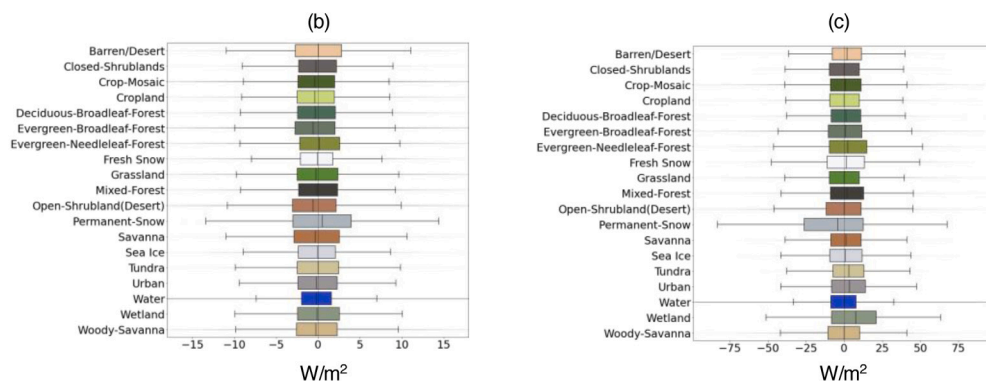 (b)
Barren/Desert
Closed-Shrublands
Crop-Mosaic
Cropland
Deciduous-Broadleaf-Forest
Evergreen-Broadleaf-Forest
Evergreen-Needleleaf-Forest
Fresh Snow
Grassland
Mixed-Forest
Open-Shrubland(Desert)
Permanent-Snow
Savanna
Sea Ice
Tundra
Urban
Water
Wetland
Woody-Savanna
−15 −10 −5 0 5 10 15
W/m²
(c)
Barren/Desert
Closed-Shrublands
Crop-Mosaic
Cropland
Deciduous-Broadleaf-Forest
Evergreen-Broadleaf-Forest
Evergreen-Needleleaf-Forest
Fresh Snow
Grassland
Mixed-Forest
Open-Shrubland(Desert)
Permanent-Snow
Savanna
Sea Ice
Tundra
Urban
Water
Wetland
Woody-Savanna
−75 −50 −25 0 25 50 75
W/m²